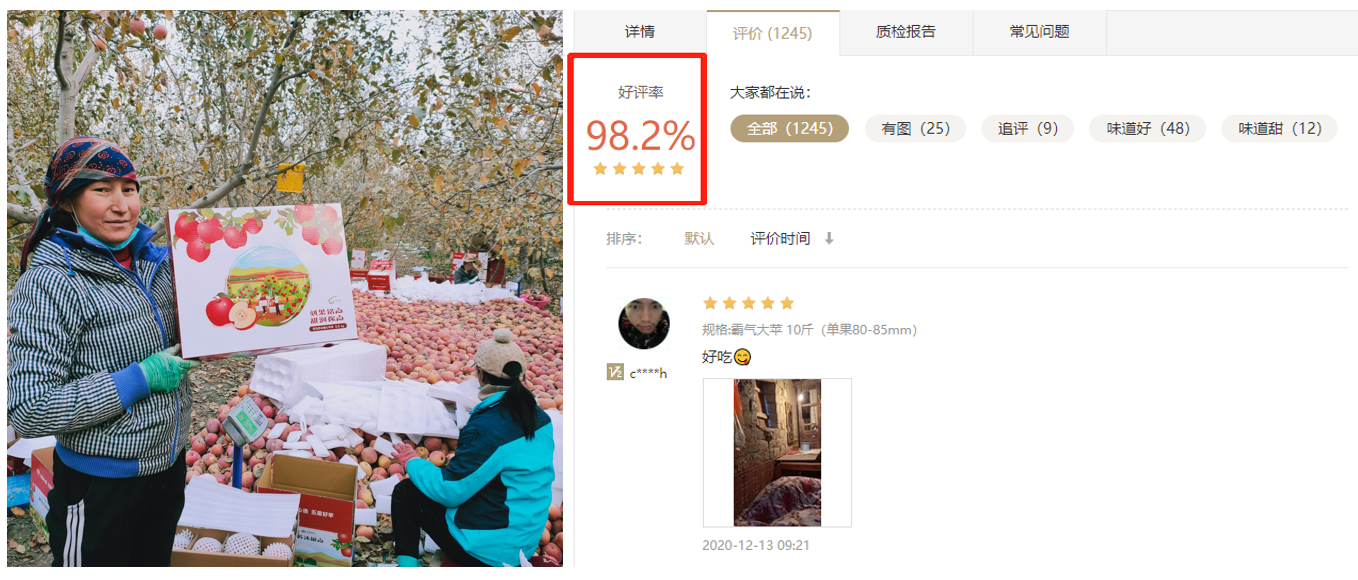 详情
评价 (1245)
质检报告
常见问题
好评率
98.2%
大家都在说：
全部（1245）
有图（25）
追评（9）
味道好（48）
味道甜（12）
排序：
默认
评价时间
规格:霸气大苹 10斤（单果80-85mm）
好吃😋
V2 c****h
2020-12-13 09:21